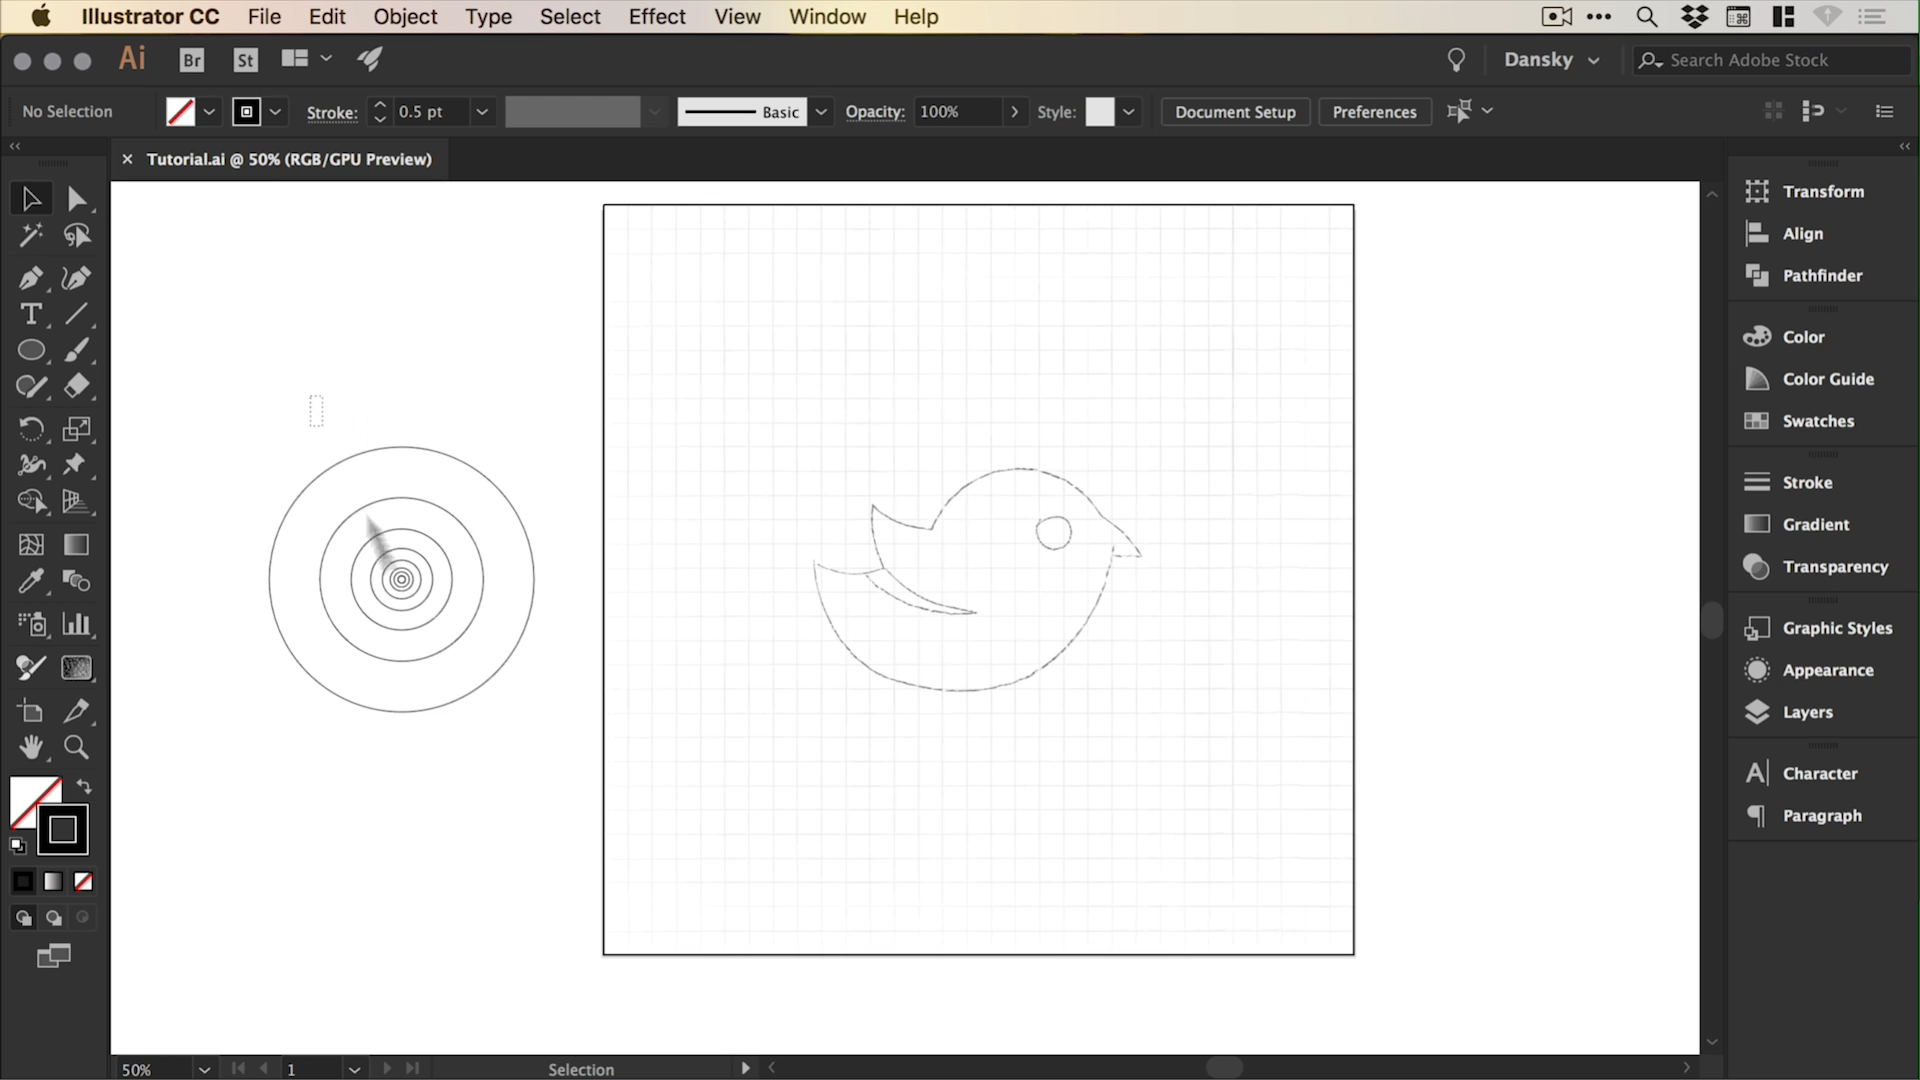 Illustrator CC File Edit Object Type Select Effect View Window Help
Ai Br St Dansky Search Adobe Stock
No Selection Stroke: 0.5 pt Basic Opacity: 100% Style: Document Setup Preferences
Tutorial.ai @ 50% (RGB/GPU Preview)
Transform
Align
Pathfinder
Color
Color Guide
Swatches
Stroke
Gradient
Transparency
Graphic Styles
Appearance
Layers
Character
Paragraph
50% 1 Selection